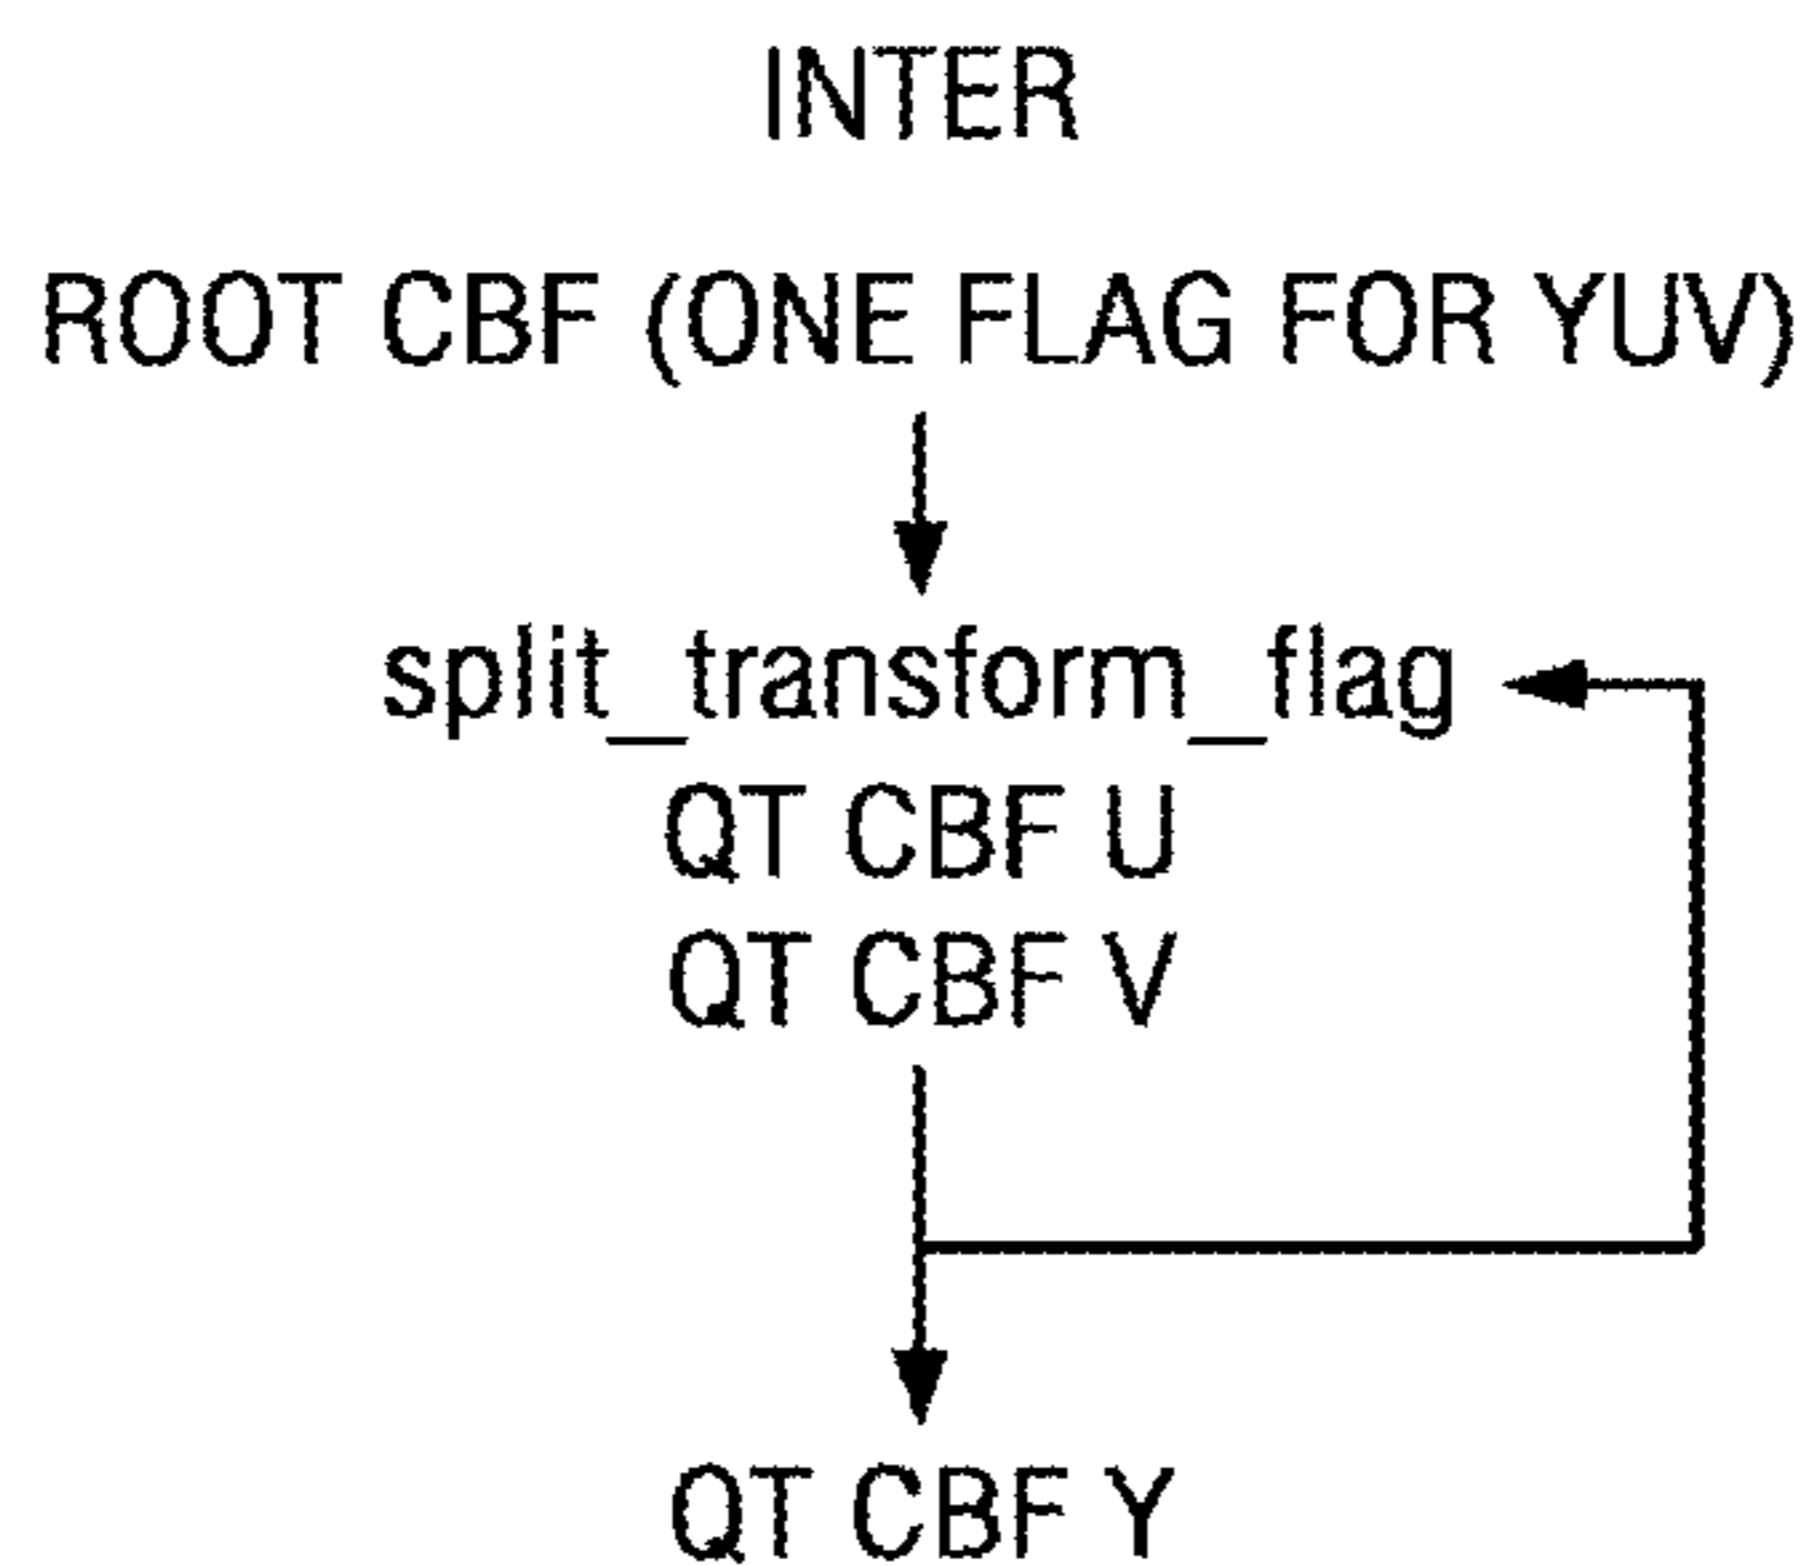 INTER
ROOT CBF (ONE FLAG FOR YUV)
split_transform_flag
QT CBF U
QT CBF V
QT CBF Y